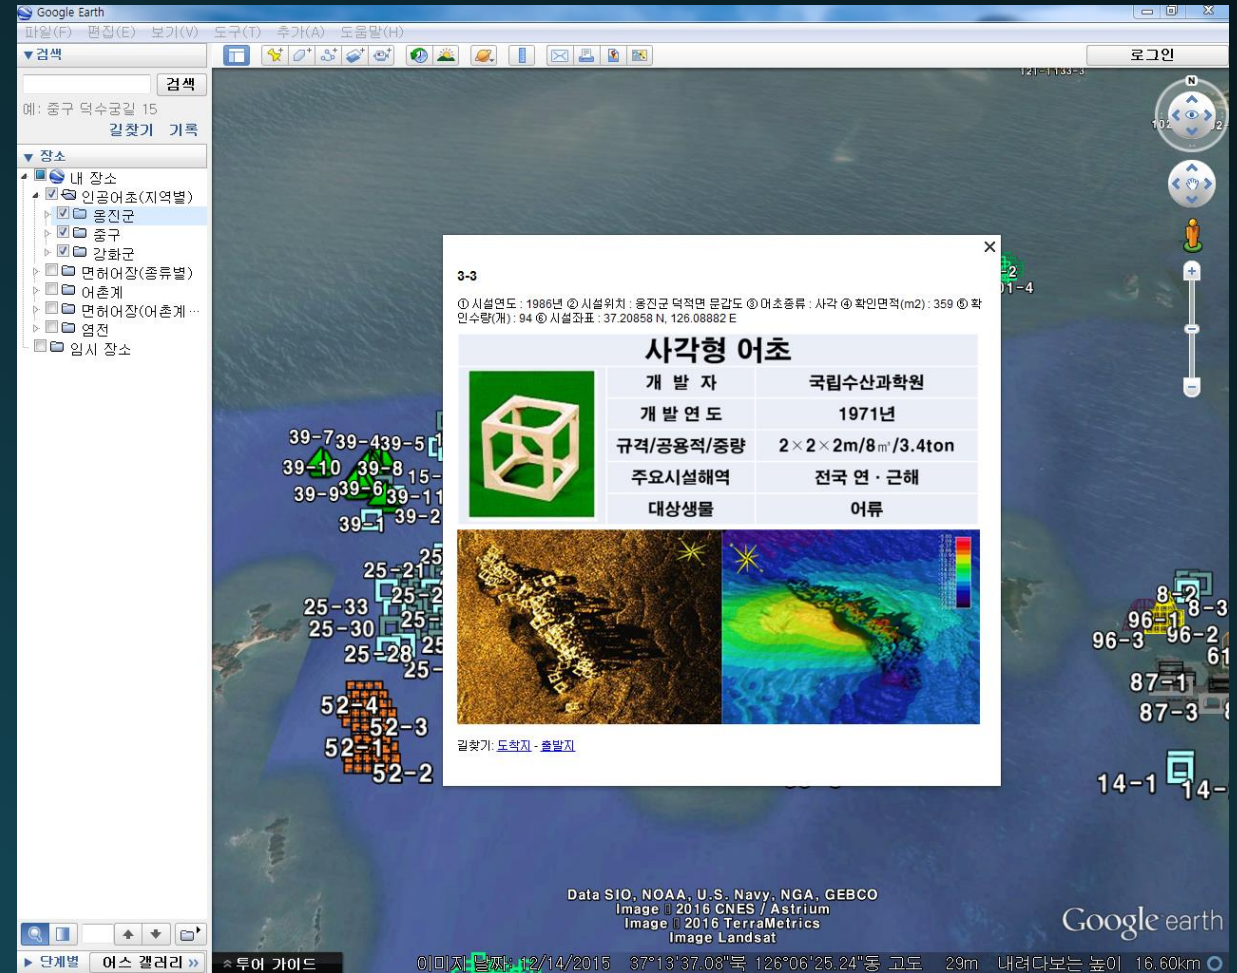 Google Earth
파일(F) 편집(E) 보기(V) 도구(T) 추가(A) 도움말(H)
▼검색
로그인
검색
예: 중구 덕수궁길 15
길찾기 기록
▼ 장소
내 장소
인공어초(지역별)
옹진군
중구
강화군
면허어장(종류별)
어촌계
면허어장(어촌계...
염전
임시 장소
121-1133-3
N
3-3
① 시설연도 : 1986년 ② 시설위치 : 옹진군 덕적면 문갑도 ③ 어초종류 : 사각 ④ 확인면적(m2) : 359 ⑤ 확
인수량(개) : 94 ⑥ 시설좌표 : 37.20858 N, 126.08882 E
사각형 어초
개 발 자 국립수산과학원
개발연도 1971년
규격/공용적/중량 2×2×2m/8㎥/3.4ton
주요시설해역 전국 연 · 근해
대상생물 어류
길찾기: 도착지 - 출발지
39-7
39-4
39-5
39-10
39-8
39-6
39-9
39-11
39-1
39-2
25-21
25-33
25-30
25-28
52-4
52-3
52-1
52-2
8-2
8-3
96-1
96-3
96-2
87-1
87-3
14-1
Data SIO, NOAA, U.S. Navy, NGA, GEBCO
Image 2016 CNES / Astrium
Image 2016 TerraMetrics
Image Landsat
Google earth
단계별 어스 갤러리 »
투어 가이드
이미지 날짜: 12/14/2015 37°13'37.08"북 126°06'25.24"동 고도 29m 내려다보는 높이 16.60km